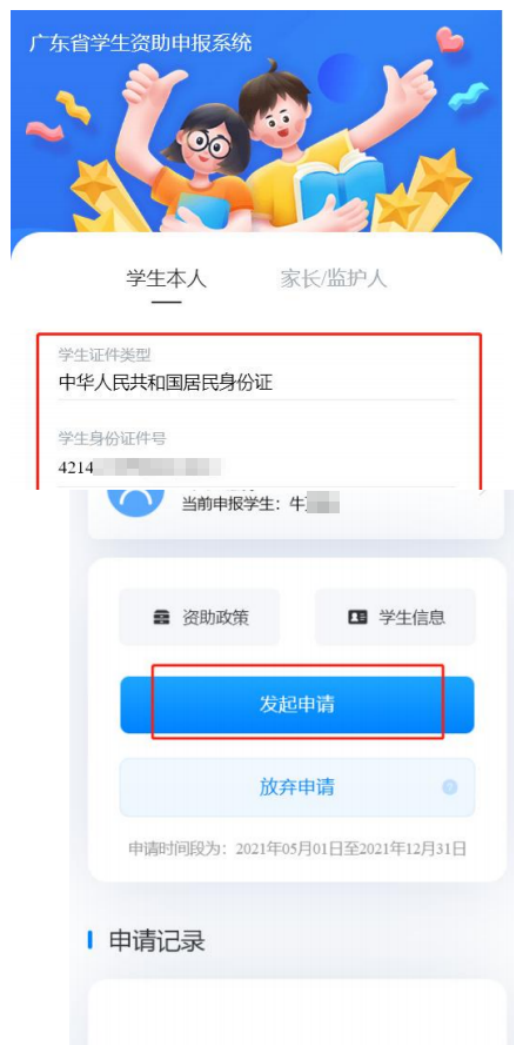 广东省学生资助申报系统
学生本人
家长/监护人
学生证件类型
中华人民共和国居民身份证
学生身份证件号
4214
当前申报学生：牛
资助政策
学生信息
发起申请
放弃申请
申请时间段为：2021年05月01日至2021年12月31日
申请记录